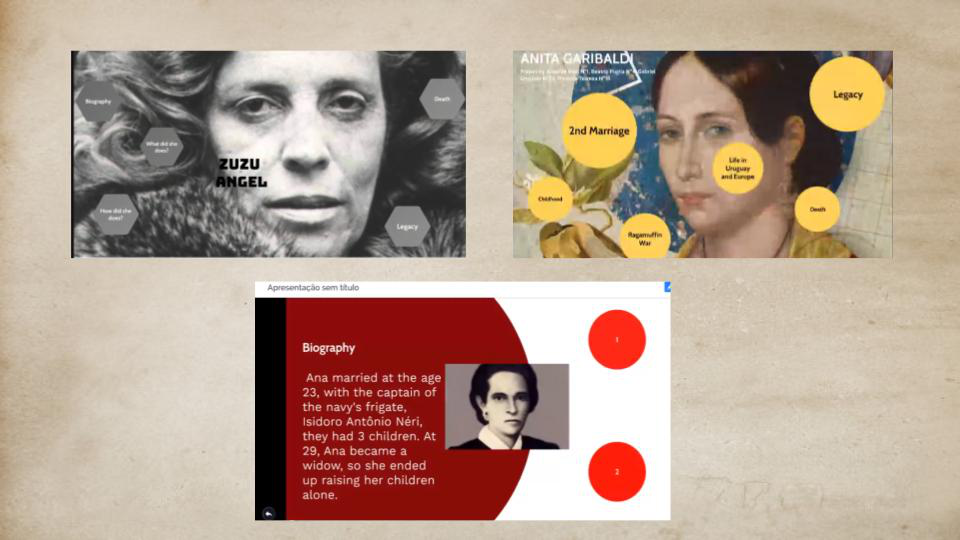 Biography
What did she
does?
How did she
does?
ZUZU
ANGEL
Death
Legacy
ANITA GARIBALDI
2nd Marriage
Childhood
Ragamuffin
War
Life in
Uruguay
and Europe
Legacy
Death
Apresentação sem título
Biography
Ana married at the age
23, with the captain of
the navy's frigate,
Isidoro Antônio Néri,
they had 3 children. At
29, Ana became a
widow, so she ended
up raising her children
alone.
1
2